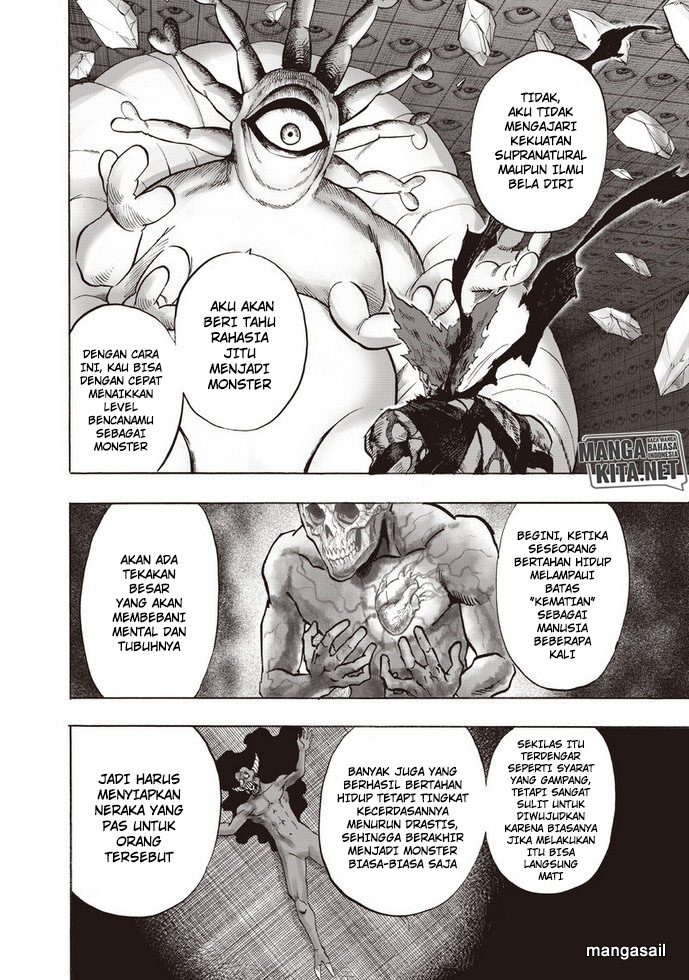 TIDAK,
AKU TIDAK
MENGAJARI
KEKUATAN
SUPRANATURAL
MAUPUN ILMU
BELA DIRI
AKU AKAN
BERI TAHU
RAHASIA
JITU
MENJADI
MONSTER
DENGAN CARA
INI, KAU BISA
DENGAN CEPAT
MENAIKKAN
LEVEL
BENCANAMU
SEBAGAI
MONSTER
MANGA
BACA MANGA
BAHASA
INDONESIA
KITA.NET
BEGINI, KETIKA
SESEORANG
BERTAHAN HIDUP
MELAMPAUI
BATAS
"KEMATIAN"
SEBAGAI
MANUSIA
BEBERAPA
KALI
AKAN ADA
TEKAKAN
BESAR
YANG AKAN
MEMBEBANI
MENTAL DAN
TUBUHNYA
SEKILAS ITU
TERDENGAR
SEPERTI SYARAT
YANG GAMPANG,
TETAPI SANGAT
SULIT UNTUK
DIWUJUDKAN
KARENA BIASANYA
JIKA MELAKUKAN
ITU BISA
LANGSUNG
MATI
BANYAK JUGA YANG
BERHASIL BERTAHAN
HIDUP TETAPI TINGKAT
KECERDASANNYA
MENURUN DRASTIS,
SEHINGGA BERAKHIR
MENJADI MONSTER
BIASA-BIASA SAJA
JADI HARUS
MENYIAPKAN
NERAKA YANG
PAS UNTUK
ORANG
TERSEBUT
mangasail